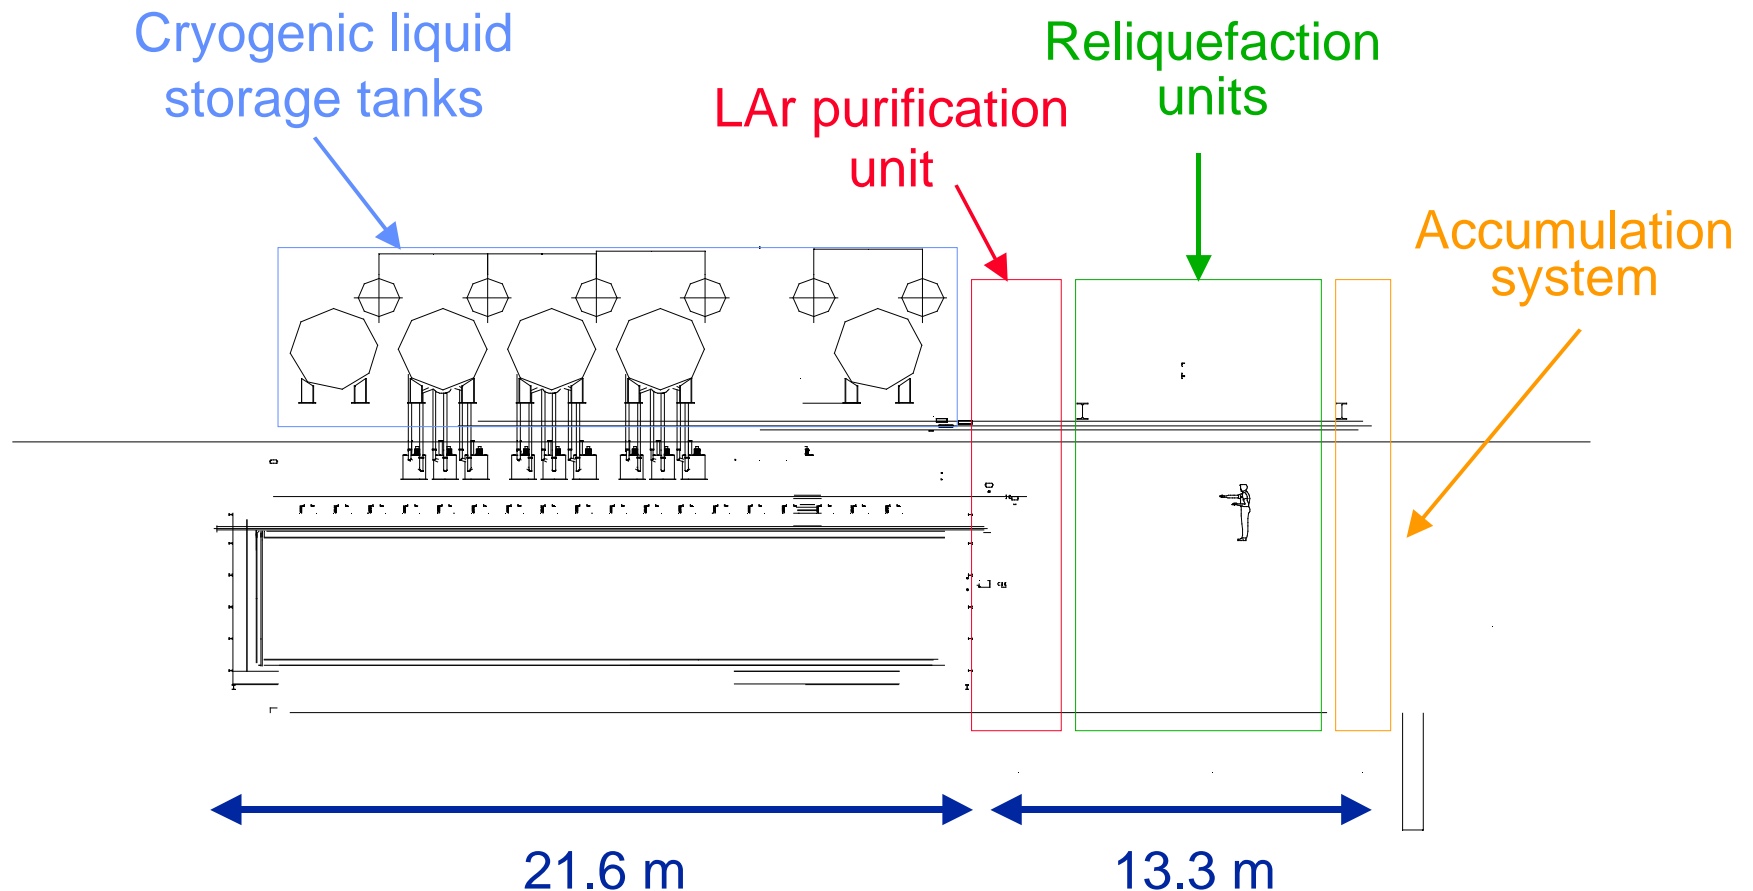 Cryogenic liquid
storage tanks
LAr purification
unit
Reliquefaction
units
Accumulation
system
21.6 m
13.3 m